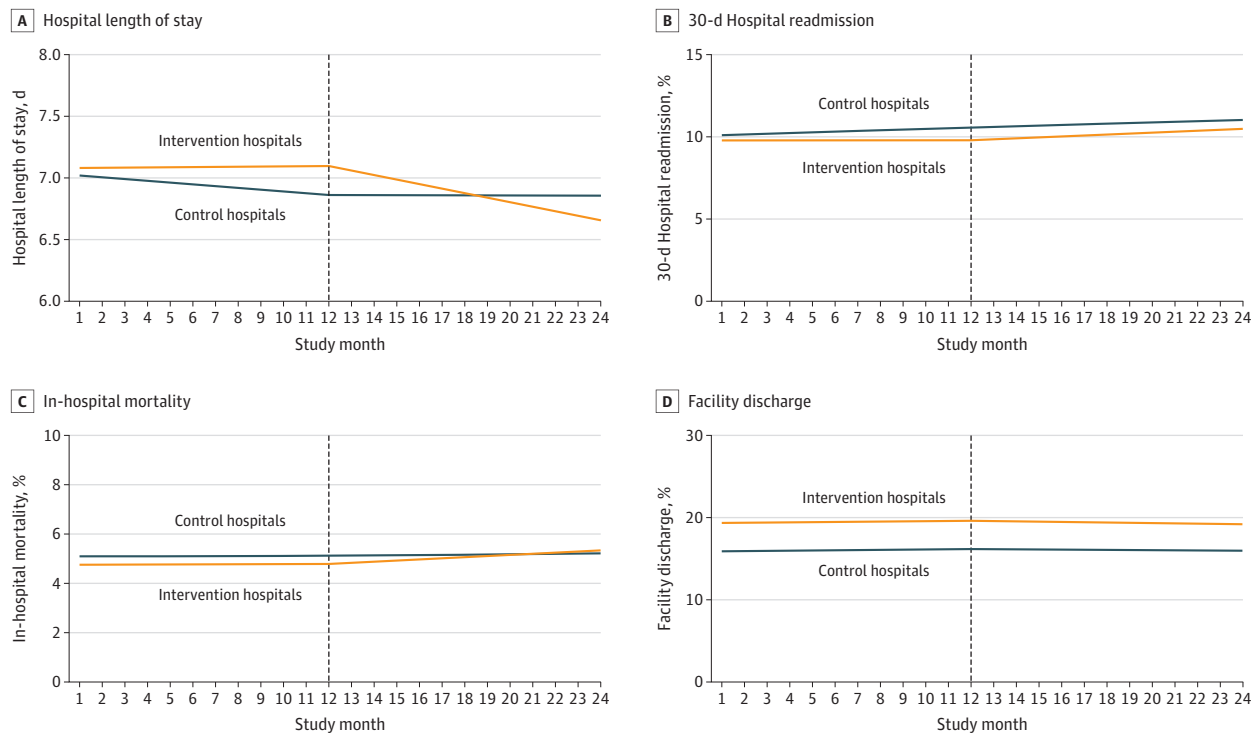 A Hospital length of stay
Hospital length of stay, d
8.0
7.5
7.0
6.5
6.0
Intervention hospitals
Control hospitals
1 2 3 4 5 6 7 8 9 10 11 12 13 14 15 16 17 18 19 20 21 22 23 24
Study month
B 30-d Hospital readmission
30-d Hospital readmission, %
15
10
5
0
Control hospitals
Intervention hospitals
1 2 3 4 5 6 7 8 9 10 11 12 13 14 15 16 17 18 19 20 21 22 23 24
Study month
C In-hospital mortality
In-hospital mortality, %
10
8
6
4
2
0
Control hospitals
Intervention hospitals
1 2 3 4 5 6 7 8 9 10 11 12 13 14 15 16 17 18 19 20 21 22 23 24
Study month
D Facility discharge
Facility discharge, %
30
20
10
0
Intervention hospitals
Control hospitals
1 2 3 4 5 6 7 8 9 10 11 12 13 14 15 16 17 18 19 20 21 22 23 24
Study month